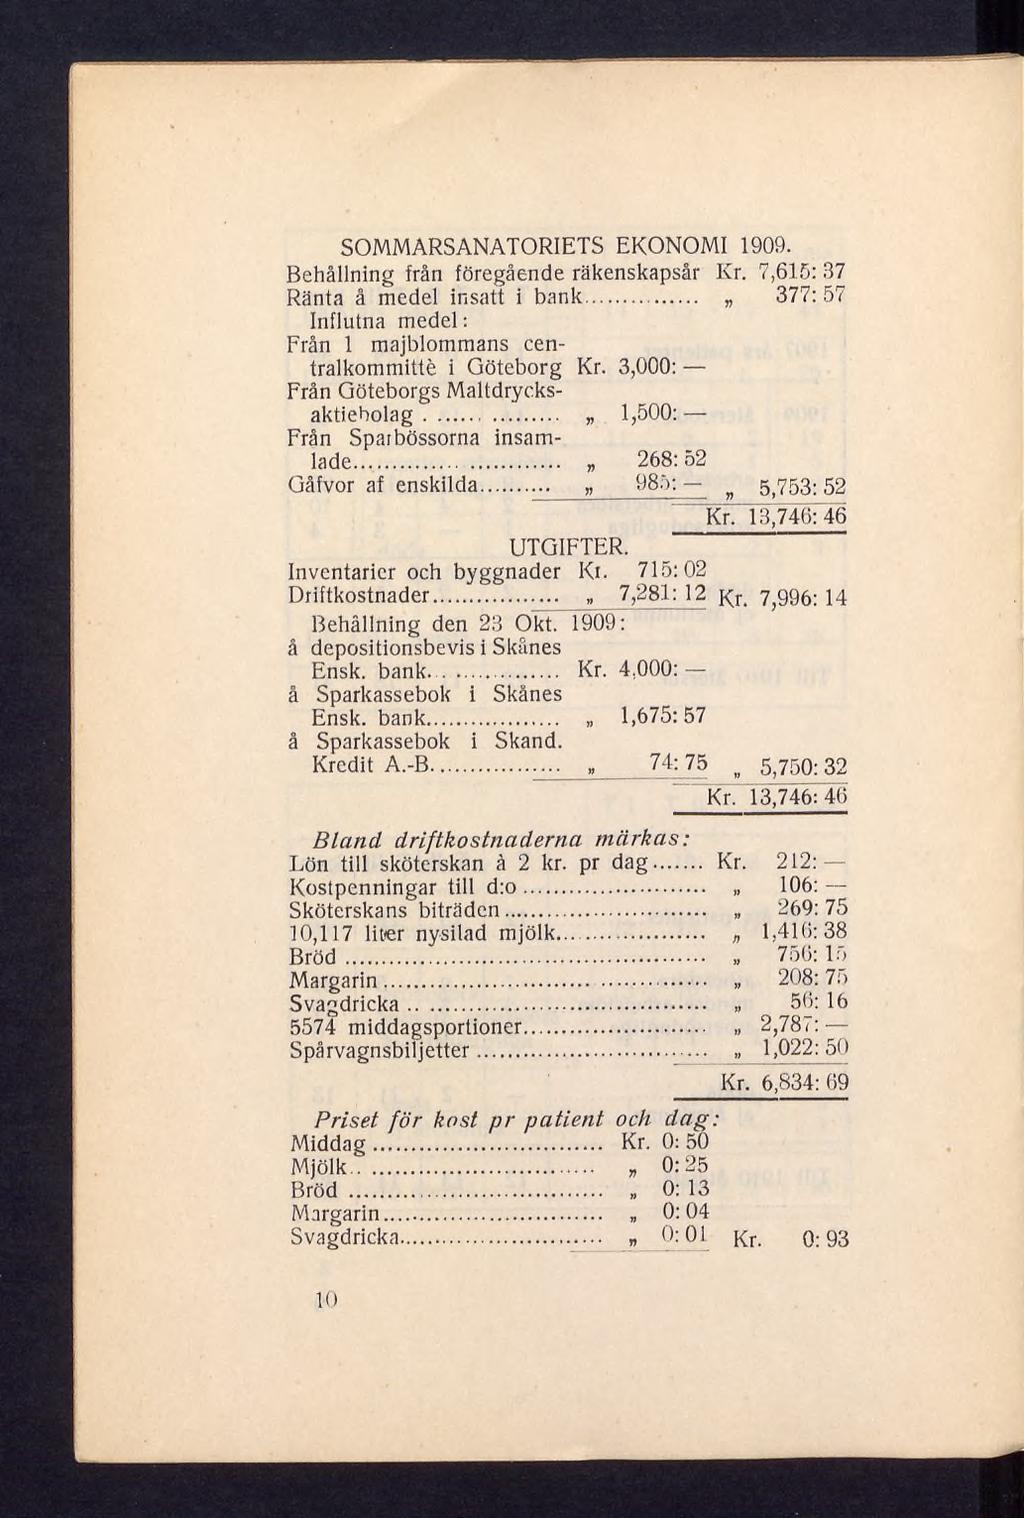 SOMMARSANATORIETS EKONOMI 1909.
Behållning från föregående räkenskapsår Kr. 7,615: 37
Ränta å medel insatt i bank.................. „ 377: 57
Influtna medel:
Från 1 majblommans cen-
tralkommittè i Göteborg Kr. 3,000: —
Från Göteborgs Maltdrycks-
aktiebolag .................. „ 1,500: —
Från Sparbössorna insam-
lade........................... „ 268: 52
Gåfvor af enskilda.......... „ 985: — „ 5,753: 52
Kr. 13,746: 46
UTGIFTER.
Inventarier och byggnader Kr. 715: 02
Driftkostnader................. „ 7,281: 12 Kr. 7,996: 14
Behållning den 23 Okt. 1909:
å depositionsbevis i Skånes
Ensk. bank.................. Kr. 4,000: —
å Sparkassebok i Skånes
Ensk. bank.................. „ 1,675: 57
å Sparkassebok i Skand.
Kredit A.-B.................. „ 74: 75 „ 5,750: 32
Kr. 13,746: 46
Bland driftkostnaderna märkas:
Lön till sköterskan à 2 kr. pr dag....... Kr. 212: —
Kostpenningar till d:o........................ „ 106: —
Sköterskans biträden........................... „ 269: 75
10,117 liter nysilad mjölk.................... „ 1,416: 38
Bröd ................................................ „ 756: 15
Margarin........................................... „ 208: 75
Svagdricka ........................................ „ 56: 16
5574 middagsportioner........................ „ 2,787: —
Spårvagnsbiljetter .............................. „ 1,022: 50
Kr. 6,834: 69
Priset för kost pr patient och dag:
Middag.............................. Kr. 0: 50
Mjölk................................ „ 0: 25
Bröd ................................. „ 0: 13
Margarin............................ „ 0: 04
Svagdricka.......................... „ 0: 01 Kr. 0: 93
10